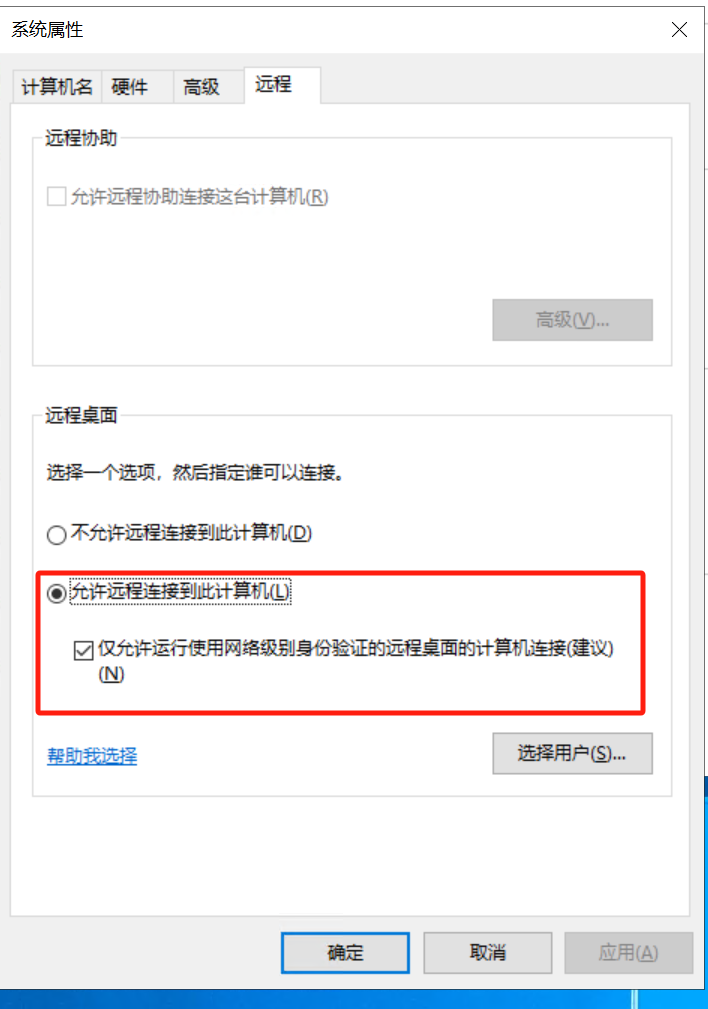 系统属性
计算机名
硬件
高级
远程
远程协助
允许远程协助连接这台计算机(R)
高级(V)...
远程桌面
选择一个选项，然后指定谁可以连接。
不允许远程连接到此计算机(D)
允许远程连接到此计算机(L)
仅允许运行使用网络级别身份验证的远程桌面的计算机连接(建议)
(N)
帮助我选择
选择用户(S)...
确定
取消
应用(A)